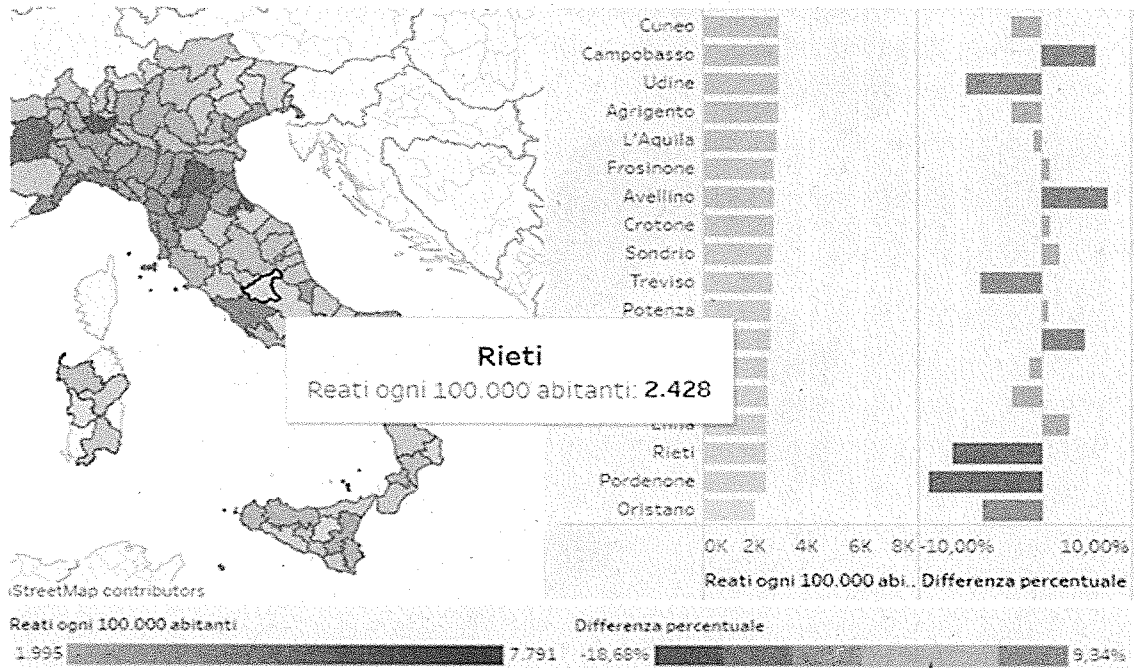 Cuneo
Campobasso
Udine
Agrigento
L'Aquila
Frosinone
Avellino
Crotone
Sondrio
Treviso
Potenza
Rieti
Reati ogni 100.000 abitanti: 2.428
Enna
Rieti
Pordenone
Oristano
0K 2K 4K 6K 8K -10,00% 10,00%
Reati ogni 100.000 abi.. Differenza percentuale
StreetMap contributors
Reati ogni 100.000 abitanti Differenza percentuale
1.995 7.791 -18,68% 9,34%